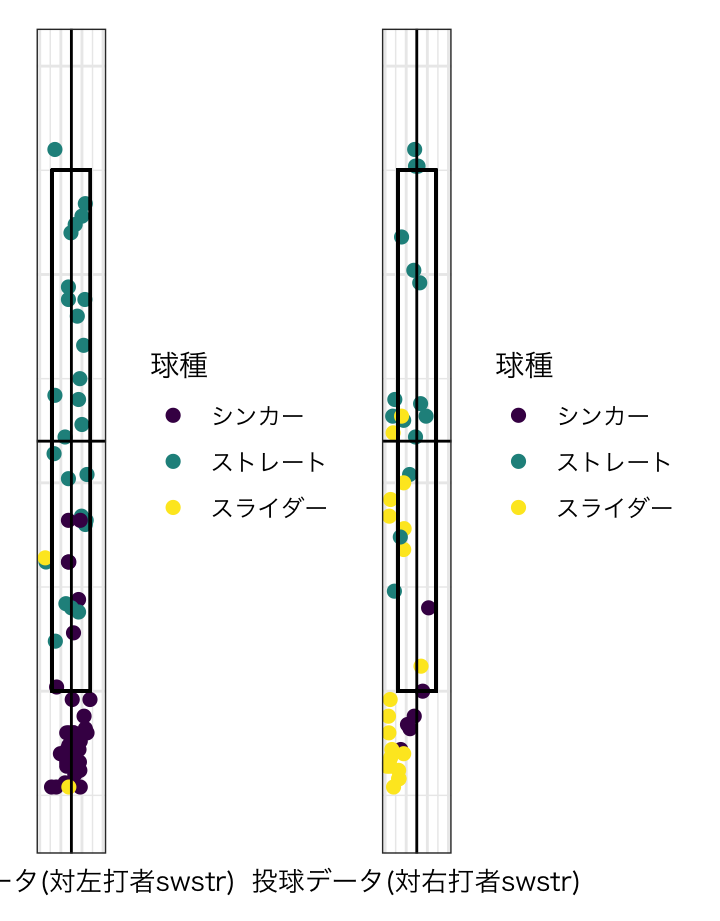 球種
シンカー
ストレート
スライダー
球種
シンカー
ストレート
スライダー
ータ(対左打者swstr)
投球データ(対右打者swstr)